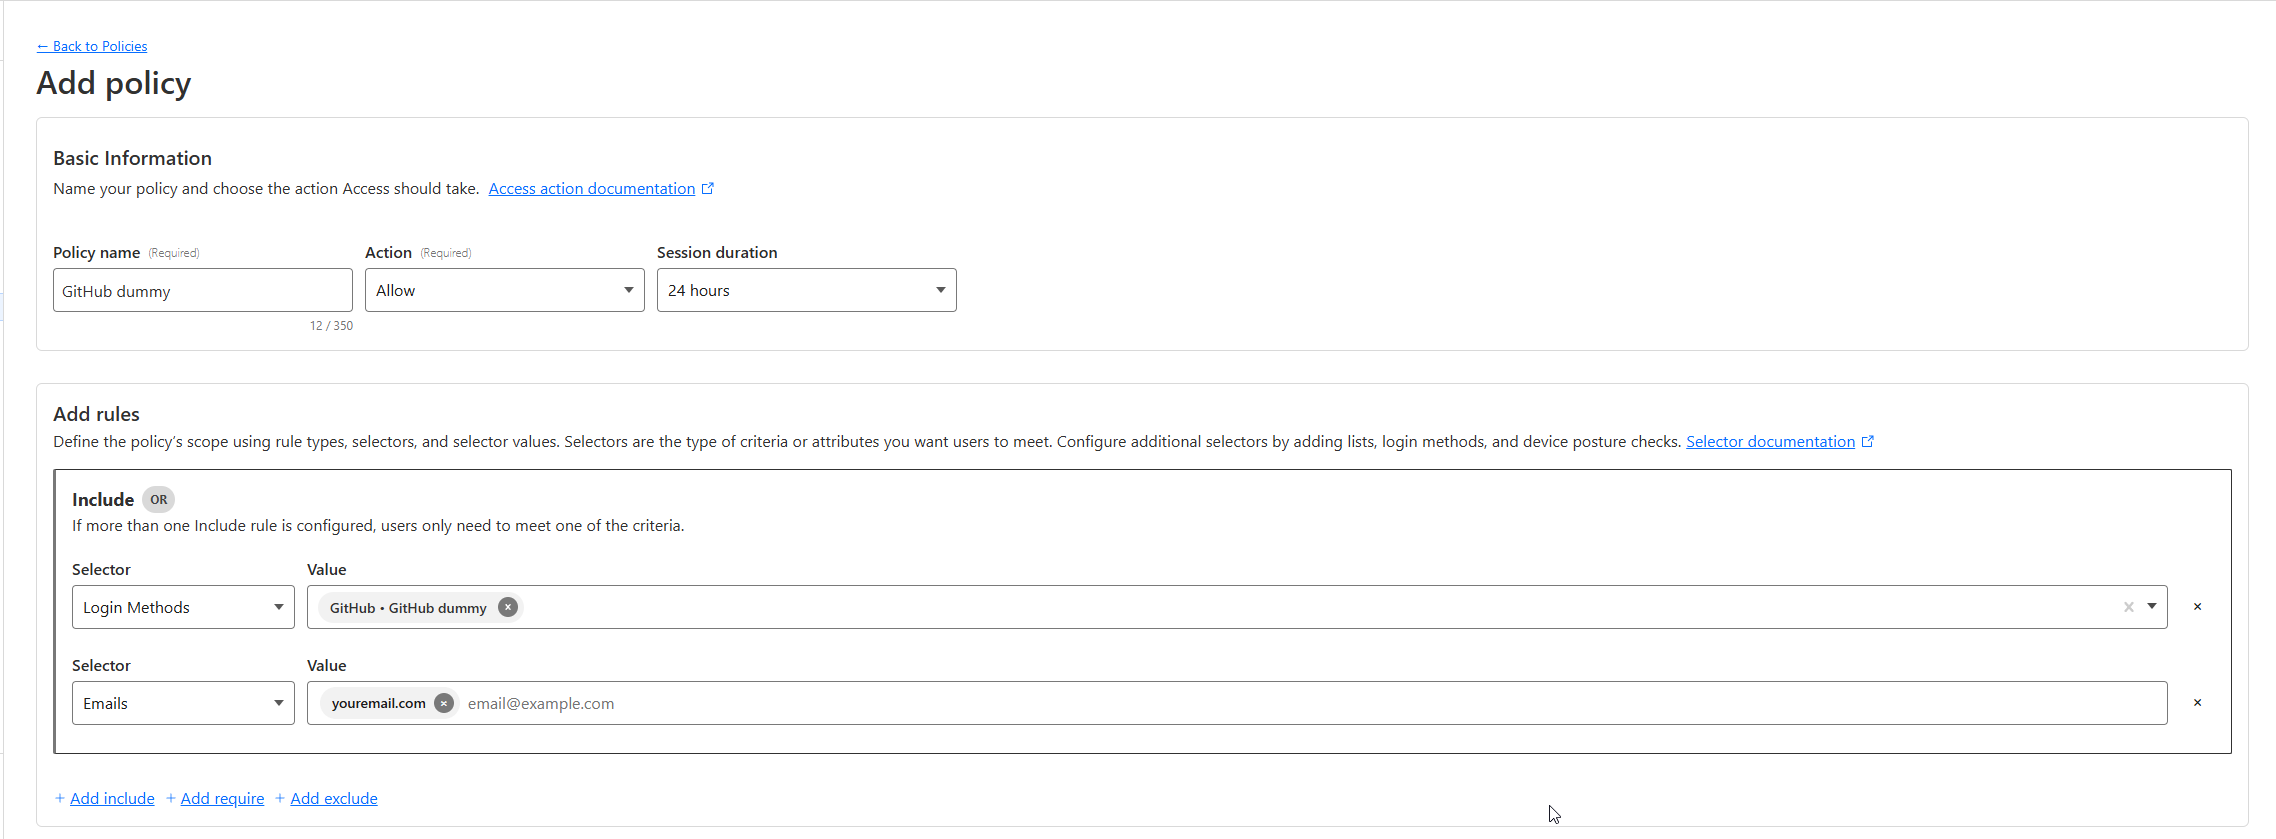 ← Back to Policies
Add policy
Basic Information
Name your policy and choose the action Access should take. Access action documentation
Policy name (Required) Action (Required) Session duration
GitHub dummy Allow 24 hours
12 / 350
Add rules
Define the policy's scope using rule types, selectors, and selector values. Selectors are the type of criteria or attributes you want users to meet. Configure additional selectors by adding lists, login methods, and device posture checks. Selector documentation
Include OR
If more than one Include rule is configured, users only need to meet one of the criteria.
Selector Value
Login Methods GitHub • GitHub dummy
Selector Value
Emails youremail.com email@example.com
+ Add include + Add require + Add exclude